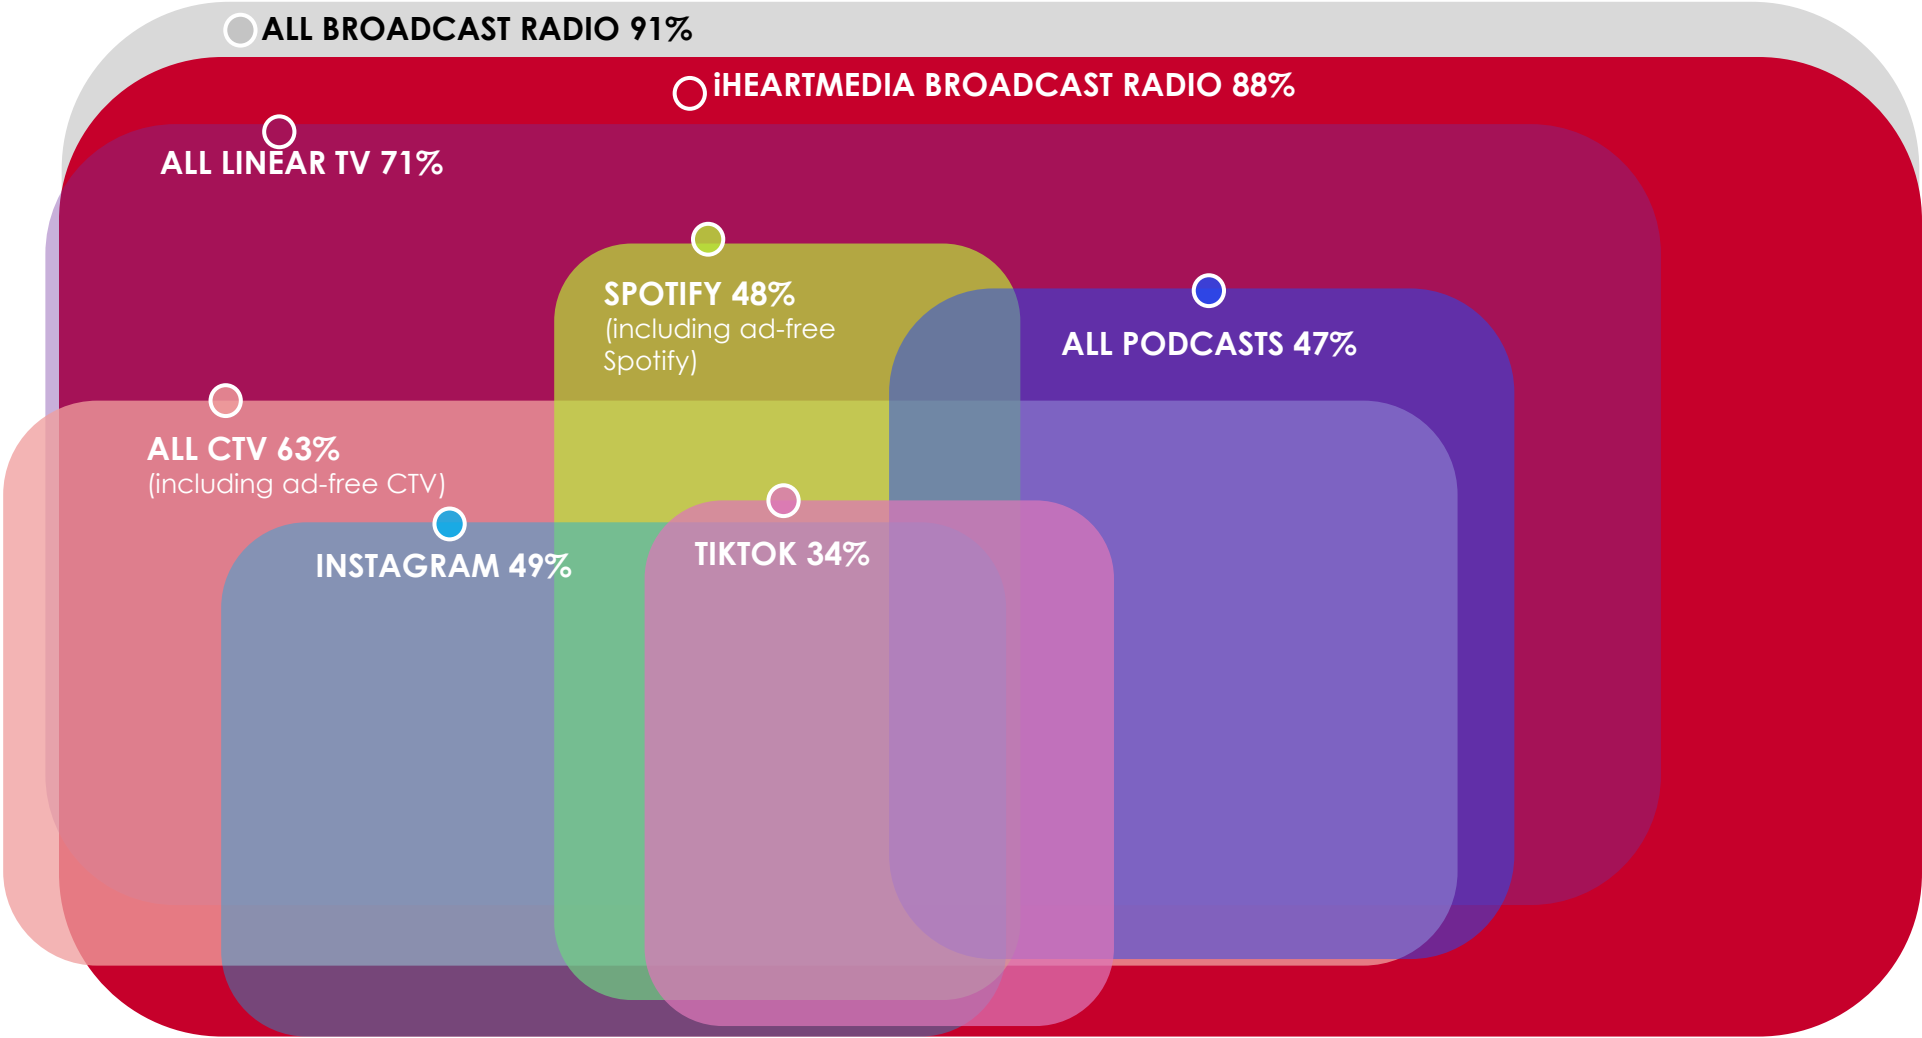 ALL BROADCAST RADIO 91%
iHEARTMEDIA BROADCAST RADIO 88%
ALL LINEAR TV 71%
SPOTIFY 48%
(including ad-free
Spotify)
ALL PODCASTS 47%
ALL CTV 63%
(including ad-free CTV)
INSTAGRAM 49%
TIKTOK 34%